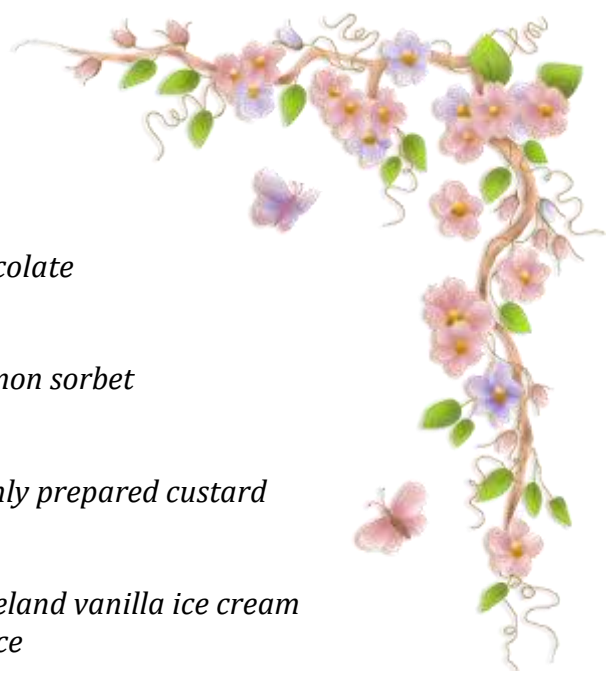 colate
non sorbet
nly prepared custard
eland vanilla ice cream
ce